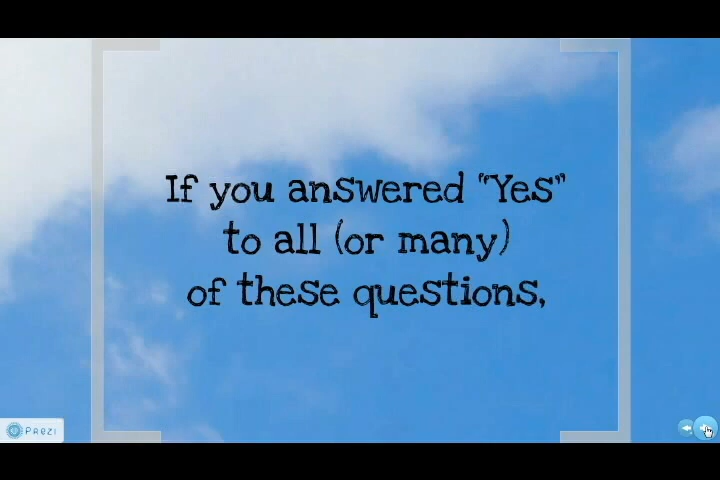 If you answered "Yes"
to all (or many)
of these questions,
PREZI